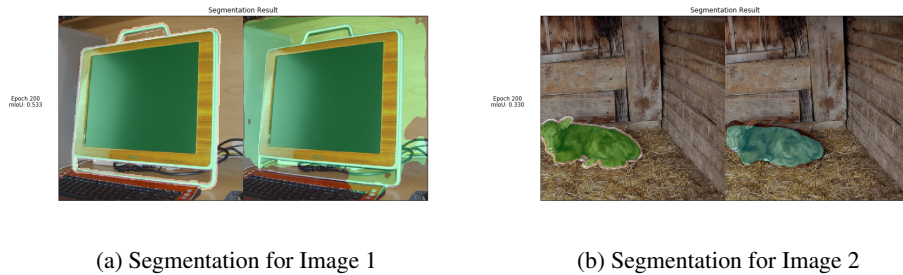 Segmentation Result
Epoch 200
mIoU: 0.533
(a) Segmentation for Image 1
Segmentation Result
Epoch 200
mIoU: 0.330
(b) Segmentation for Image 2